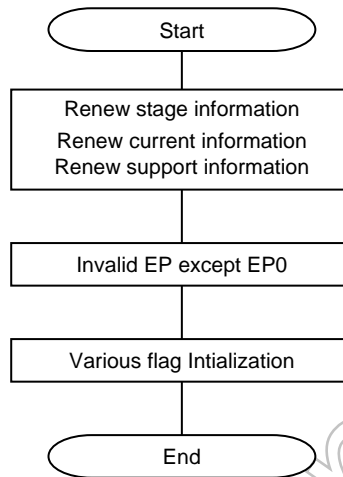 Start
Renew stage information
Renew current information
Renew support information
Invalid EP except EP0
Various flag Intialization
End